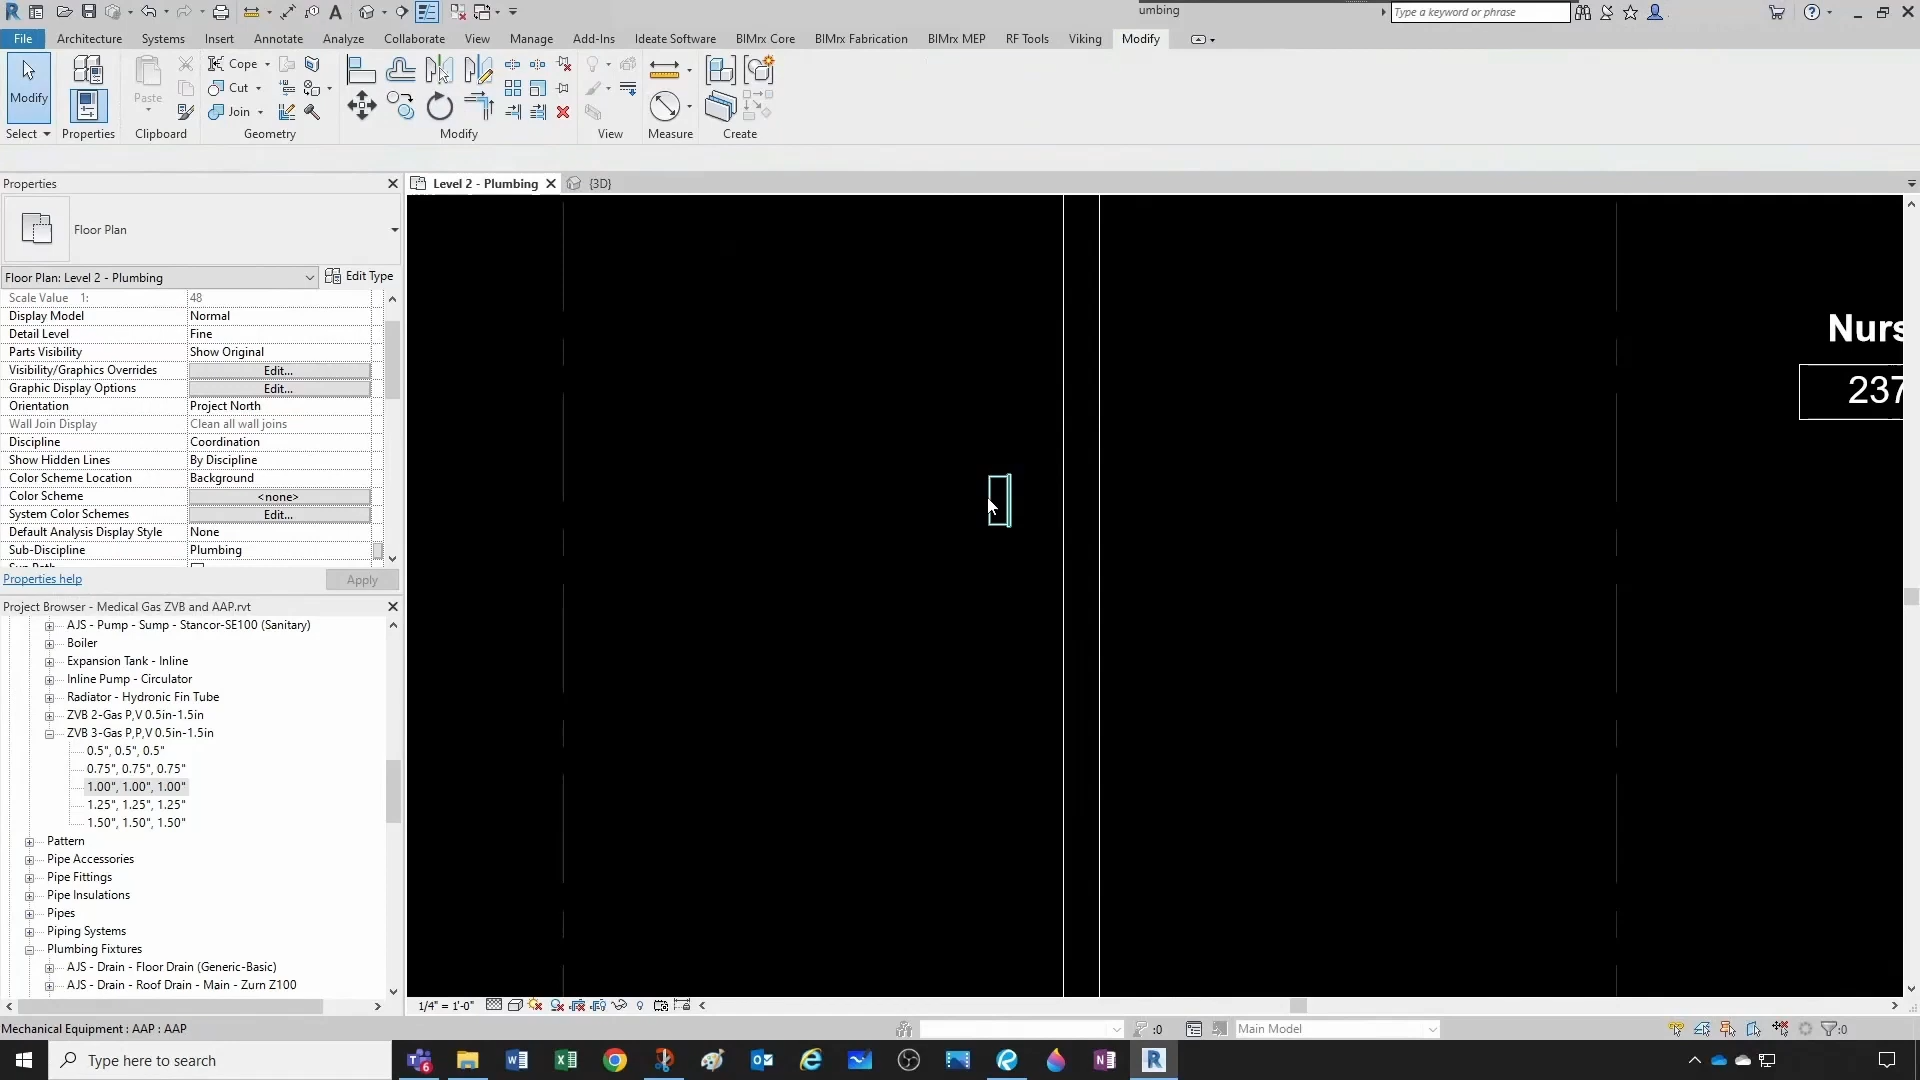 umbing
Type a keyword or phrase
File Architecture Systems Insert Annotate Analyze Collaborate View Manage Add-Ins Ideate Software BIMrx Core BIMrx Fabrication BIMrx MEP RF Tools Viking Modify
Modify
Paste
Cope
Cut
Join
Select Properties Clipboard Geometry Modify View Measure Create
Properties
Level 2 - Plumbing {3D}
Floor Plan
Floor Plan: Level 2 - Plumbing Edit Type
Scale Value 1: 48
Display Model Normal
Detail Level Fine
Parts Visibility Show Original
Visibility/Graphics Overrides Edit...
Graphic Display Options Edit...
Orientation Project North
Wall Join Display Clean all wall joins
Discipline Coordination
Show Hidden Lines By Discipline
Color Scheme Location Background
Color Scheme <none>
System Color Schemes Edit...
Default Analysis Display Style None
Sub-Discipline Plumbing
Properties help Apply
Project Browser - Medical Gas ZVB and AAP.rvt
AJS - Pump - Sump - Stancor-SE100 (Sanitary)
Boiler
Expansion Tank - Inline
Inline Pump - Circulator
Radiator - Hydronic Fin Tube
ZVB 2-Gas P,V 0.5in-1.5in
ZVB 3-Gas P,P,V 0.5in-1.5in
0.5", 0.5", 0.5"
0.75", 0.75", 0.75"
1.00", 1.00", 1.00"
1.25", 1.25", 1.25"
1.50", 1.50", 1.50"
Pattern
Pipe Accessories
Pipe Fittings
Pipe Insulations
Pipes
Piping Systems
Plumbing Fixtures
AJS - Drain - Floor Drain (Generic-Basic)
AJS - Drain - Roof Drain - Main - Zurn Z100
Nurs
237
1/4" = 1'-0"
Mechanical Equipment : AAP : AAP
:0
Main Model
:0
Type here to search
6